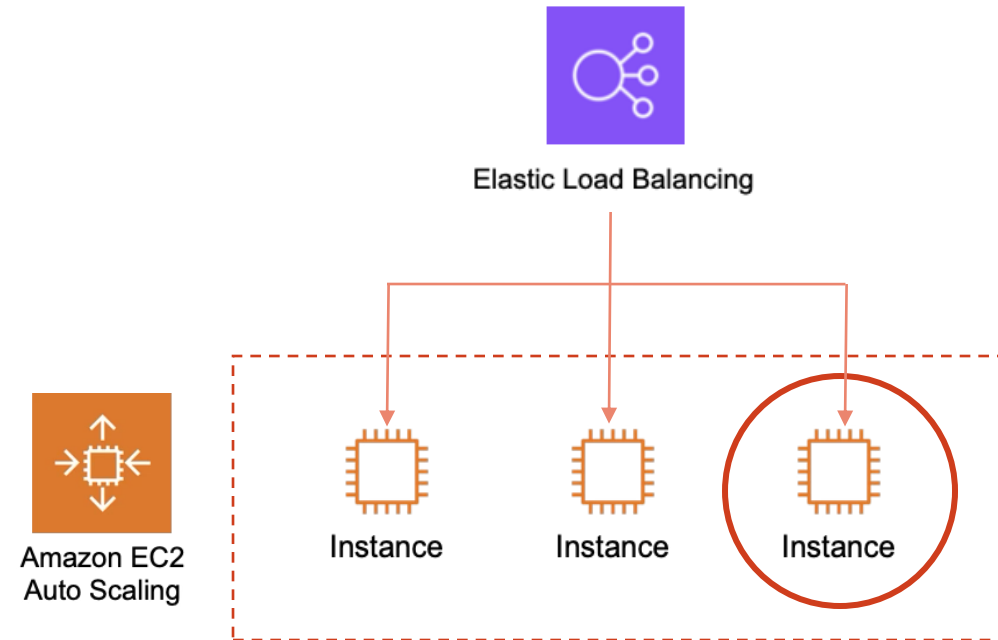 Elastic Load Balancing
Instance
Instance
Instance
Amazon EC2
Auto Scaling